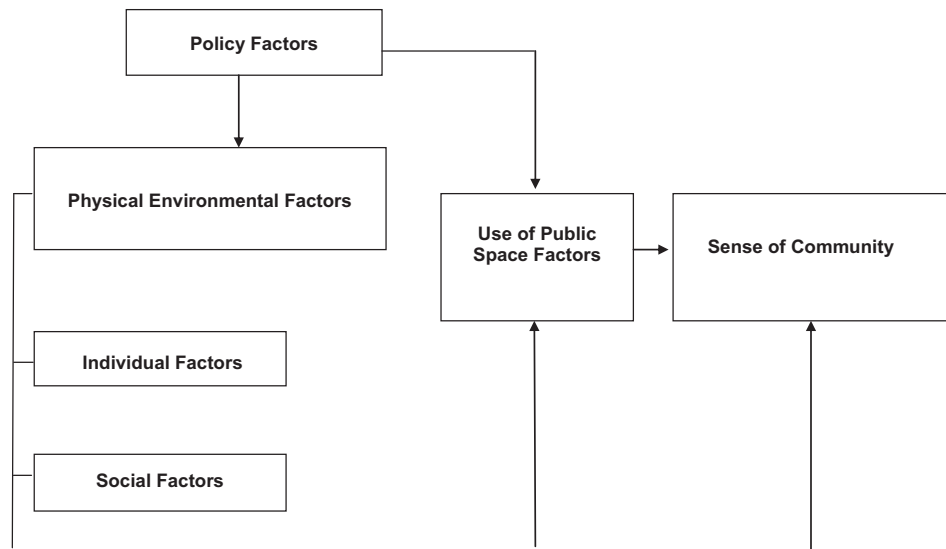 Policy Factors
Physical Environmental Factors
Use of Public
Space Factors
Sense of Community
Individual Factors
Social Factors